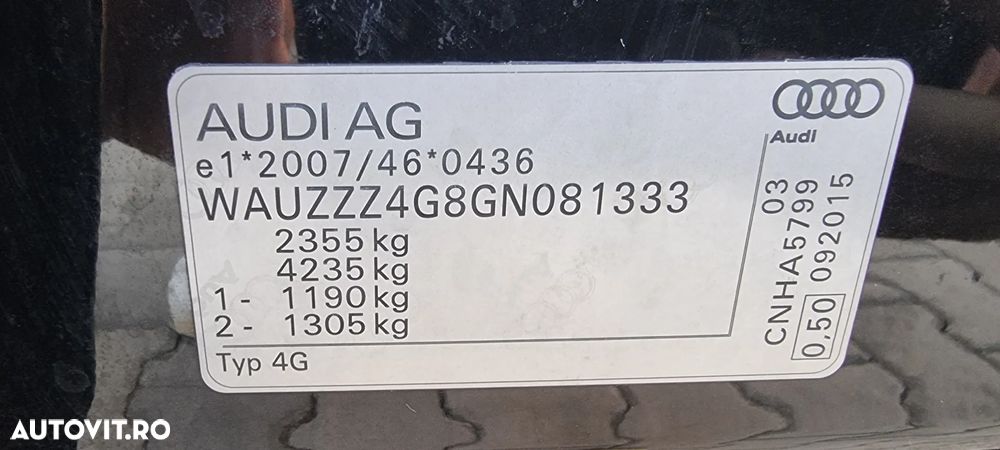 AUDI AG
e1*2007/46*0436
WAUZZZ4G8GN081333
2355 kg
4235 kg
1 - 1190 kg
2 - 1305 kg
Typ 4G
Audi
03
CNHA5799
0,50 092015
AUTOVIT.RO